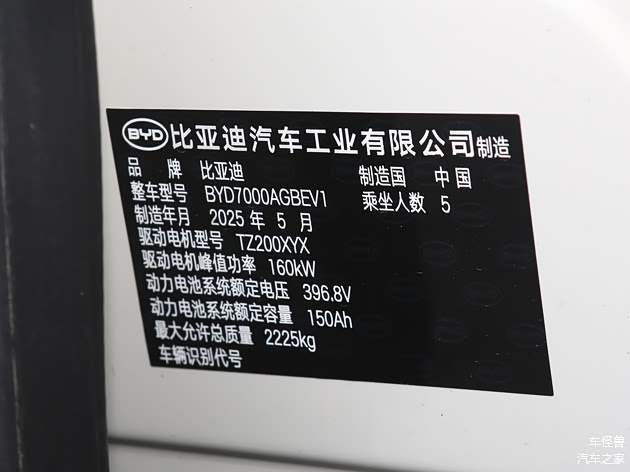 BYD 比亚迪汽车工业有限公司制造
品牌 比亚迪 制造国 中国
整车型号 BYD7000AGBEV1 乘坐人数 5
制造年月 2025 年 5 月
驱动电机型号 TZ200XYX
驱动电机峰值功率 160kW
动力电池系统额定电压 396.8V
动力电池系统额定容量 150Ah
最大允许总质量 2225kg
车辆识别代号
车怪兽
汽车之家